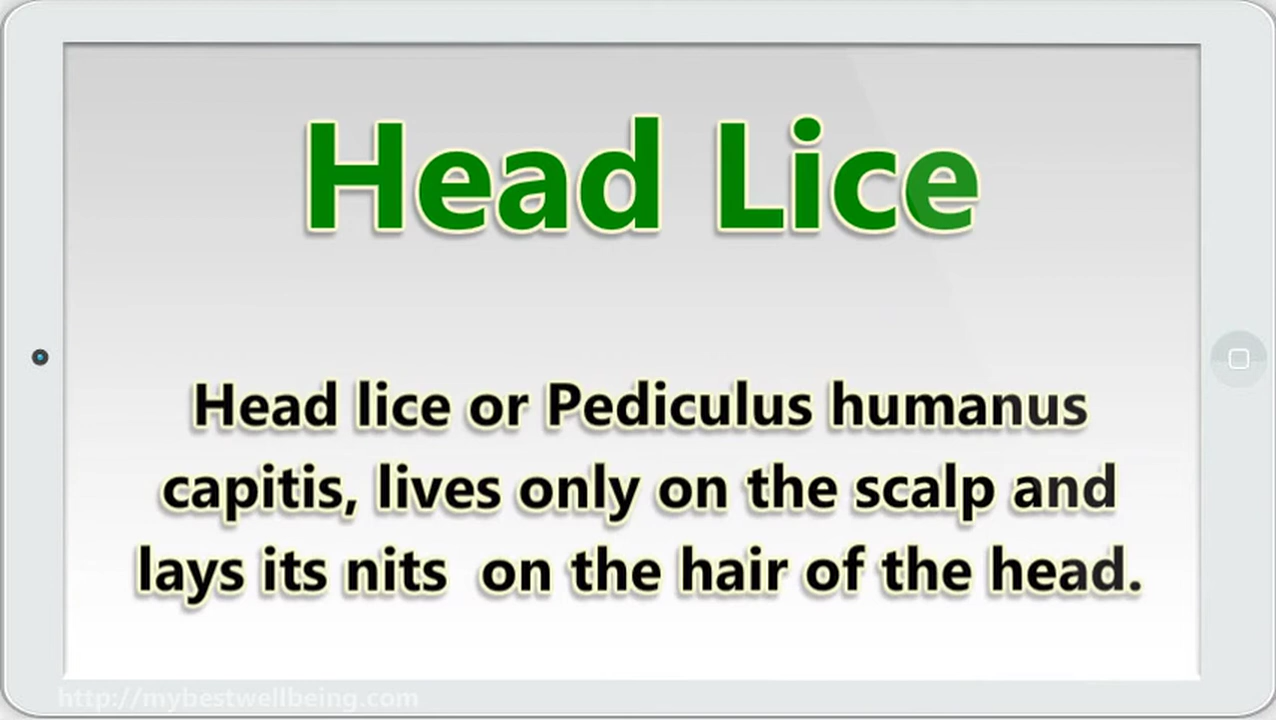 Head Lice
Head lice or Pediculus humanus
capitis, lives only on the scalp and
lays its nits  on the hair of the head.
http://mybestwellbeing.com